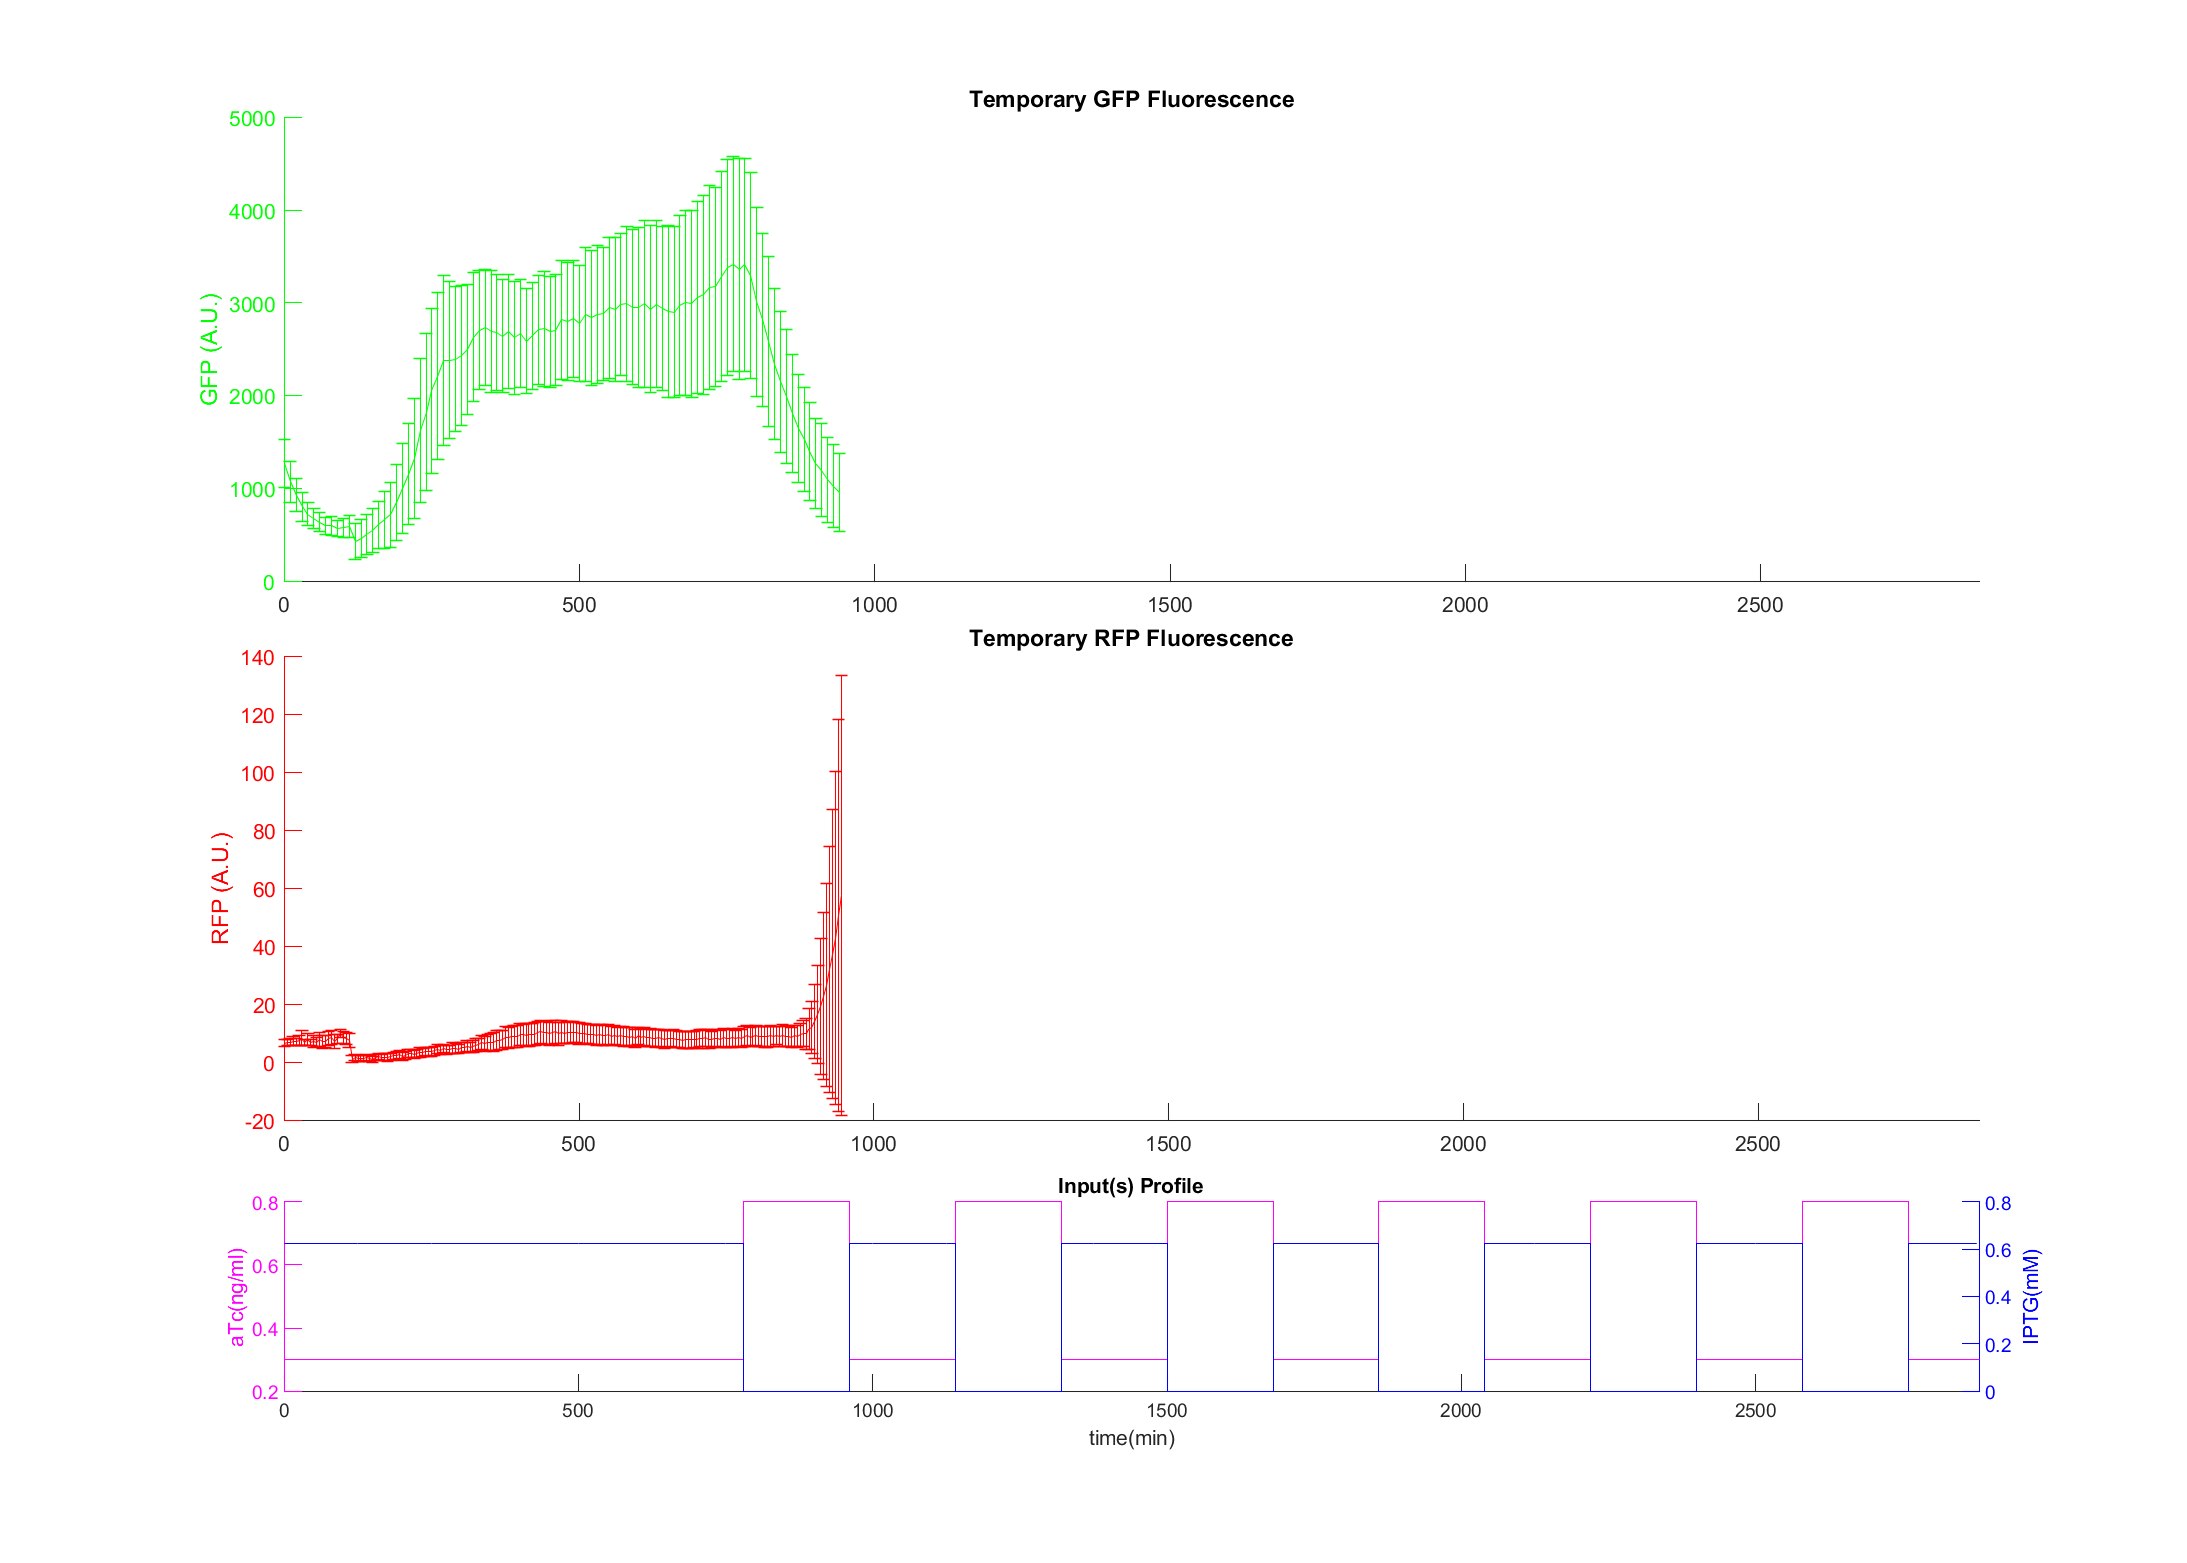 Temporary GFP Fluorescence
5000
4000
3000
2000
1000
0
GFP (A.U.)
0 500 1000 1500 2000 2500
Temporary RFP Fluorescence
140
120
100
80
60
40
20
0
-20
RFP (A.U.)
0 500 1000 1500 2000 2500
Input(s) Profile
0.8
0.6
0.4
0.2
aTc(ng/ml)
0.8
0.6
0.4
0.2
0
IPTG(mM)
0 500 1000 1500 2000 2500
time(min)